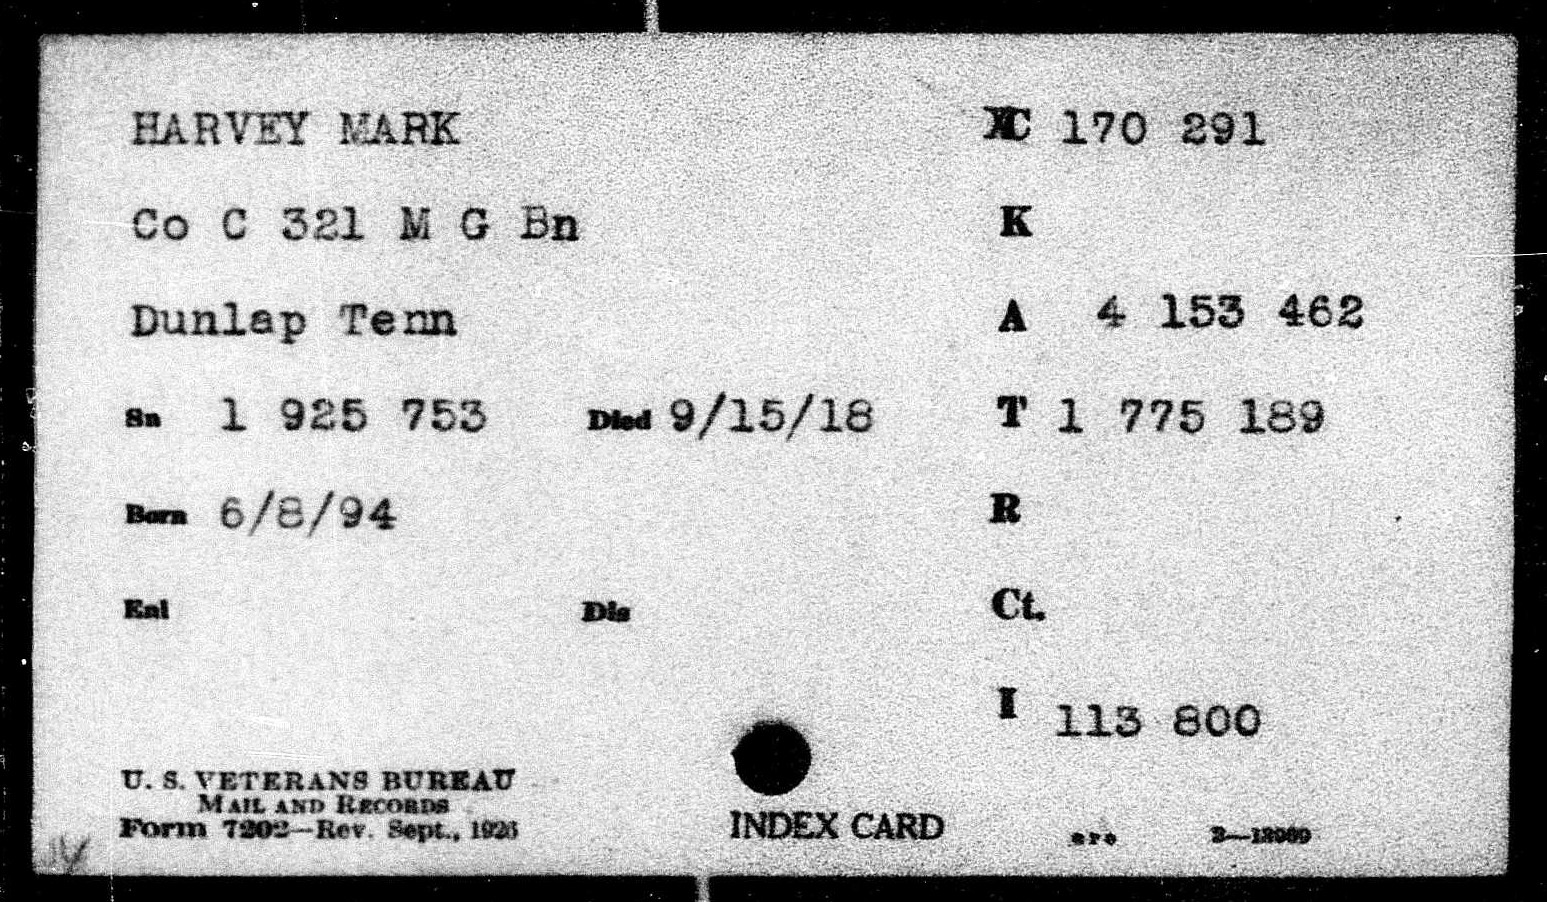 HARVEY MARK XC 170 291
Co C 321 M G Bn K
Dunlap Tenn A 4 153 462
Sn 1 925 753 Died 9/15/18 T 1 775 189
Born 6/8/94 R
Enl Dis Ct.
I 113 800
U. S. VETERANS BUREAU
MAIL AND RECORDS
Form 7202—Rev. Sept., 1926 INDEX CARD